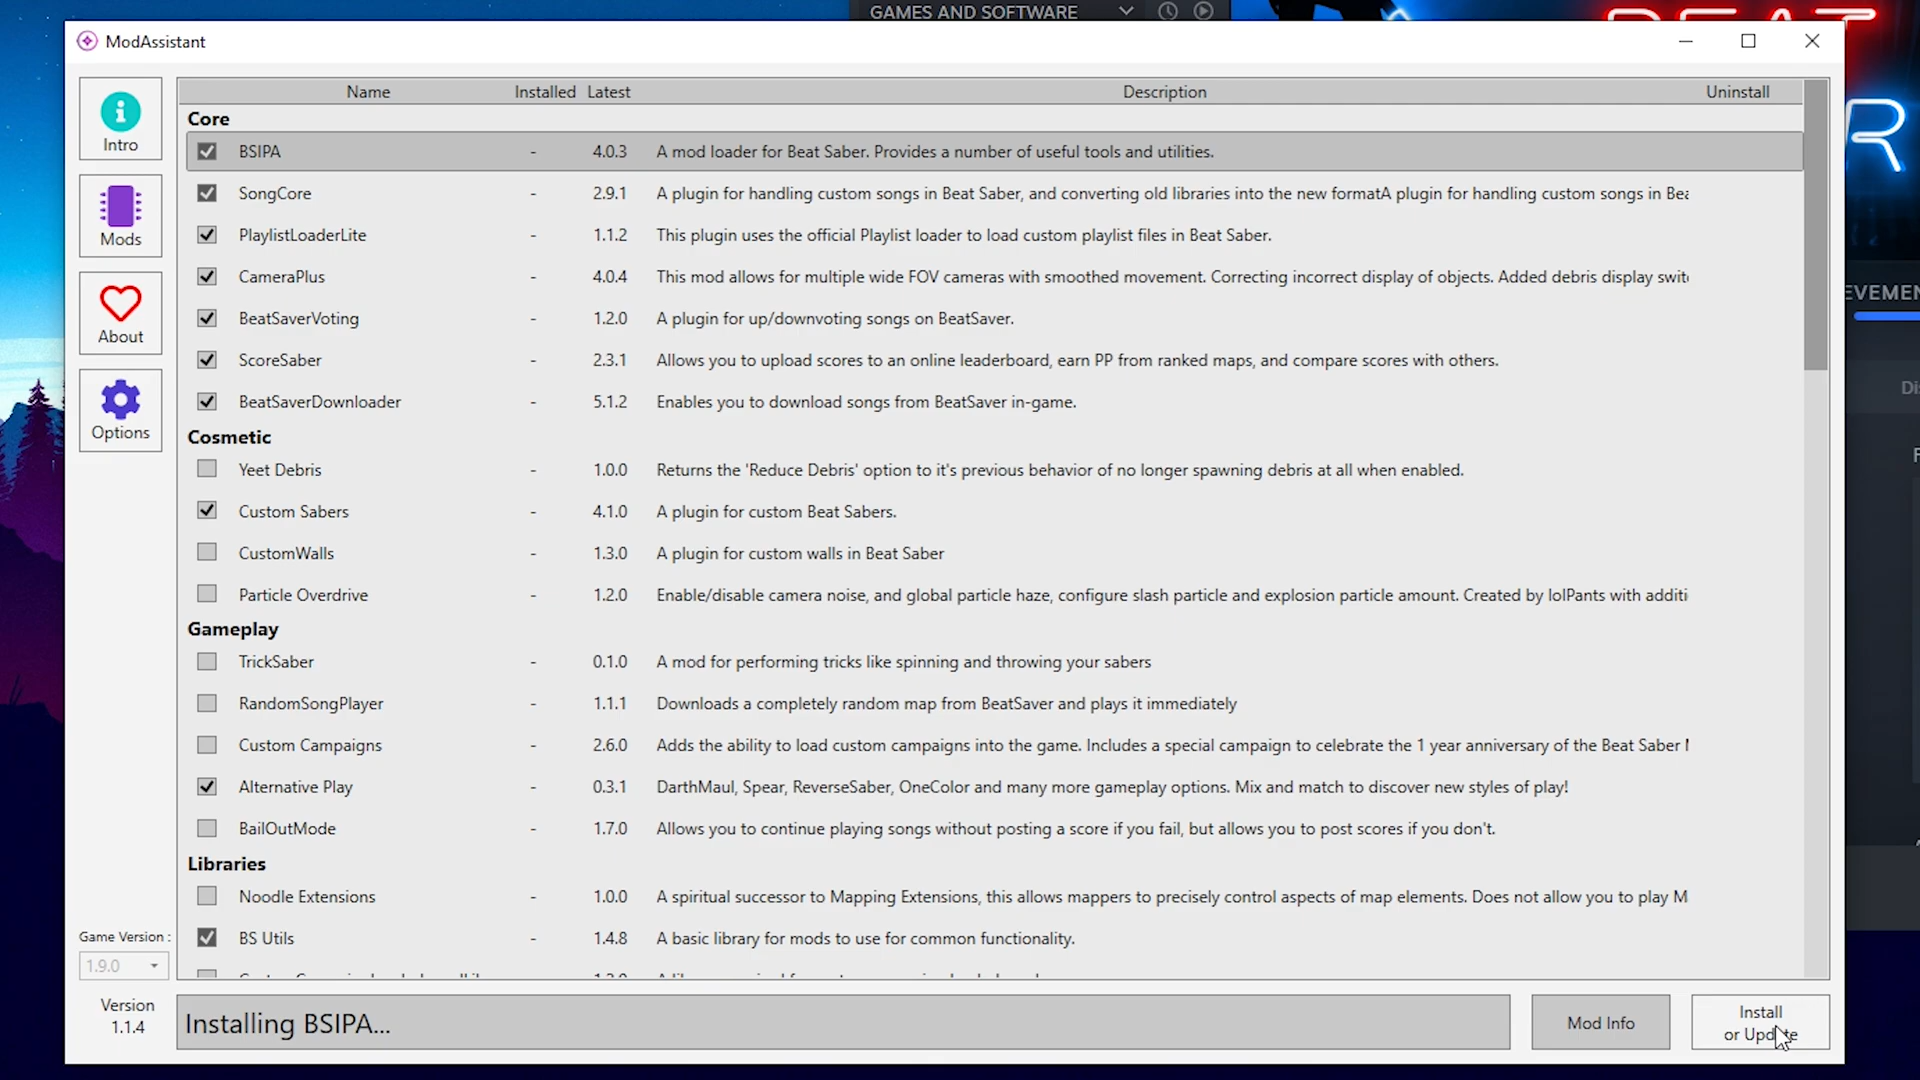 GAMES AND SOFTWARE
ModAssistant
Name Installed Latest Description Uninstall
Intro
Mods
About
Options
Core
BSIPA - 4.0.3 A mod loader for Beat Saber. Provides a number of useful tools and utilities.
SongCore - 2.9.1 A plugin for handling custom songs in Beat Saber, and converting old libraries into the new formatA plugin for handling custom songs in Bea
PlaylistLoaderLite - 1.1.2 This plugin uses the official Playlist loader to load custom playlist files in Beat Saber.
CameraPlus - 4.0.4 This mod allows for multiple wide FOV cameras with smoothed movement. Correcting incorrect display of objects. Added debris display swit
BeatSaverVoting - 1.2.0 A plugin for up/downvoting songs on BeatSaver.
ScoreSaber - 2.3.1 Allows you to upload scores to an online leaderboard, earn PP from ranked maps, and compare scores with others.
BeatSaverDownloader - 5.1.2 Enables you to download songs from BeatSaver in-game.
Cosmetic
Yeet Debris - 1.0.0 Returns the 'Reduce Debris' option to it's previous behavior of no longer spawning debris at all when enabled.
Custom Sabers - 4.1.0 A plugin for custom Beat Sabers.
CustomWalls - 1.3.0 A plugin for custom walls in Beat Saber
Particle Overdrive - 1.2.0 Enable/disable camera noise, and global particle haze, configure slash particle and explosion particle amount. Created by lolPants with additi
Gameplay
TrickSaber - 0.1.0 A mod for performing tricks like spinning and throwing your sabers
RandomSongPlayer - 1.1.1 Downloads a completely random map from BeatSaver and plays it immediately
Custom Campaigns - 2.6.0 Adds the ability to load custom campaigns into the game. Includes a special campaign to celebrate the 1 year anniversary of the Beat Saber
Alternative Play - 0.3.1 DarthMaul, Spear, ReverseSaber, OneColor and many more gameplay options. Mix and match to discover new styles of play!
BailOutMode - 1.7.0 Allows you to continue playing songs without posting a score if you fail, but allows you to post scores if you don't.
Libraries
Noodle Extensions - 1.0.0 A spiritual successor to Mapping Extensions, this allows mappers to precisely control aspects of map elements. Does not allow you to play M
BS Utils - 1.4.8 A basic library for mods to use for common functionality.
Game Version :
1.9.0
Version
1.1.4
Installing BSIPA...
Mod Info
Install
or Update
R
EVEMEN
Di